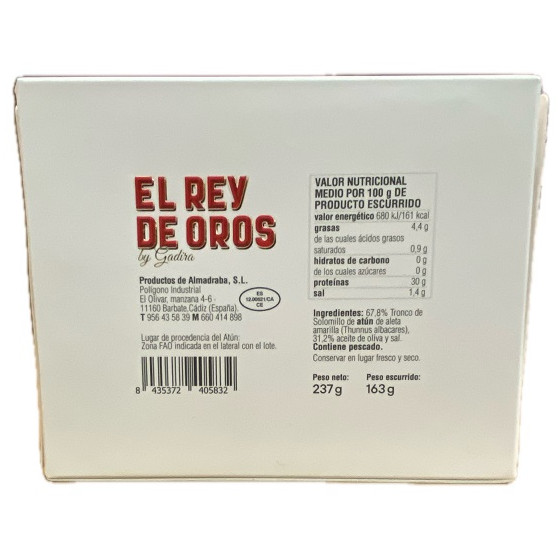 EL REY
DE OROS
by Gadira
Productos de Almadraba, S.L.
Polígono Industrial
El Olivar, manzana 4-6 -
11160 Barbate, Cádiz (España).
T 956 43 58 39 M 660 414 898
ES
12.00821/CA
CE
Lugar de procedencia del Atún:
Zona FAO indicada en el lateral con el lote.
8 435372 405832
VALOR NUTRICIONAL
MEDIO POR 100 g DE
PRODUCTO ESCURRIDO
valor energético 680 kJ/161 kcal
grasas 4,4 g
de las cuales ácidos grasos
saturados 0,9 g
hidratos de carbono 0 g
de los cuales azúcares 0 g
proteínas 30 g
sal 1,4 g
Ingredientes: 67,8% Tronco de
Solomillo de atún de aleta
amarilla (Thunnus albacares),
31,2% aceite de oliva y sal.
Contiene pescado.
Conservar en lugar fresco y seco.
Peso neto: Peso escurrido:
237 g 163 g